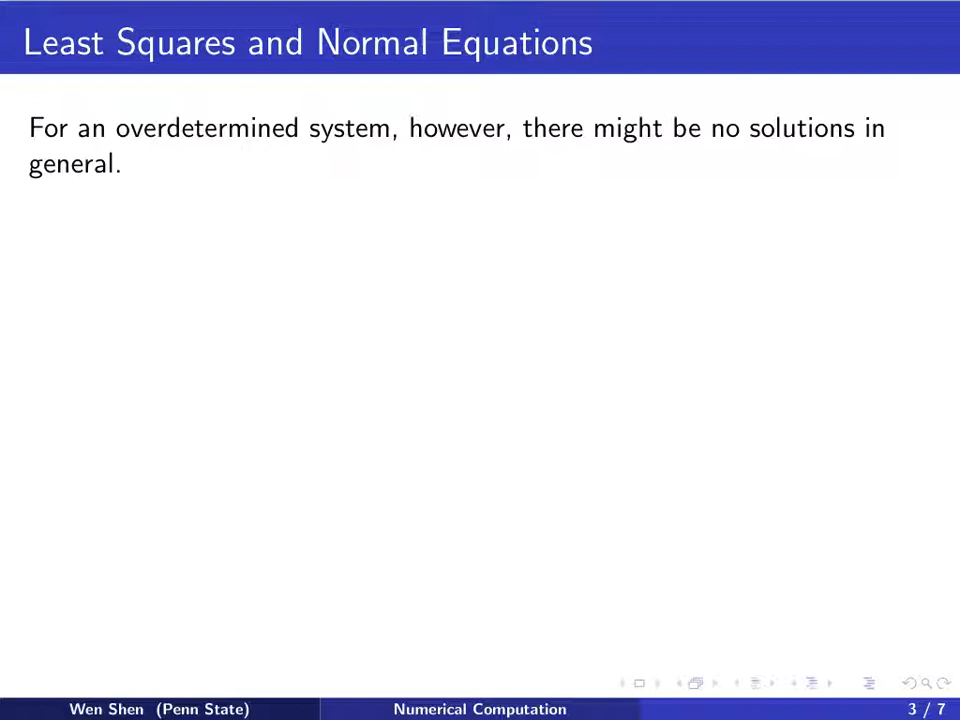 Least Squares and Normal Equations
For an overdetermined system, however, there might be no solutions in
general.
Wen Shen (Penn State)
Numerical Computation
3 / 7